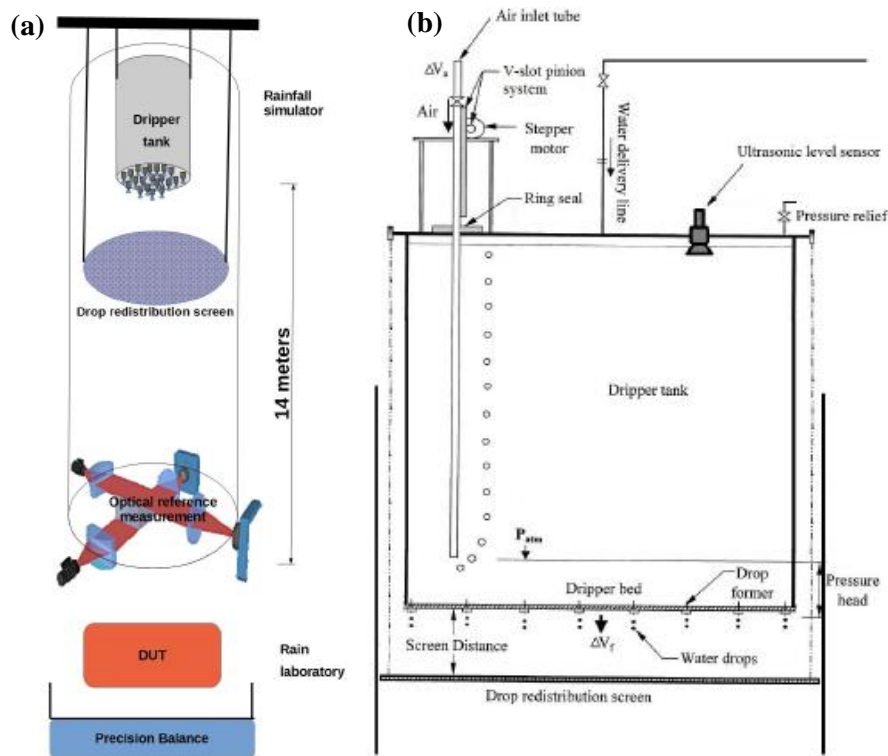 (a)
Rainfall
simulator
Dripper
tank
Drop redistribution screen
14 meters
Optical reference
measurement
DUT
Rain
laboratory
Precision Balance
(b)
Air inlet tube
ΔVa
V-slot pinion
system
Air
Stepper
motor
Water delivery
line
Ultrasonic level sensor
Ring seal
Pressure relief
Dripper tank
Patm
Dripper bed
Drop
former
Pressure
head
Screen Distance
ΔVf
Water drops
Drop redistribution screen